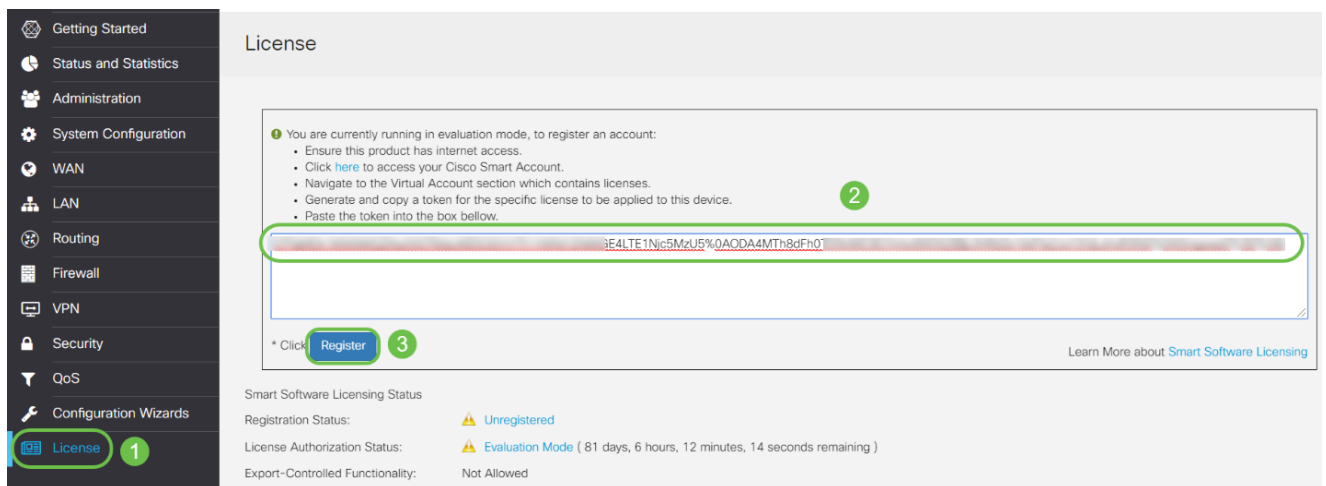 Getting Started
Status and Statistics
Administration
System Configuration
WAN
LAN
Routing
Firewall
VPN
Security
QoS
Configuration Wizards
License
1
License
You are currently running in evaluation mode, to register an account:
• Ensure this product has internet access.
• Click here to access your Cisco Smart Account.
• Navigate to the Virtual Account section which contains licenses.
• Generate and copy a token for the specific license to be applied to this device.
• Paste the token into the box bellow.
2
GE4LTE1Njc5MzU5%0AODA4MTh8dFh0
* Click Register 3
Learn More about Smart Software Licensing
Smart Software Licensing Status
Registration Status: Unregistered
License Authorization Status: Evaluation Mode ( 81 days, 6 hours, 12 minutes, 14 seconds remaining )
Export-Controlled Functionality: Not Allowed